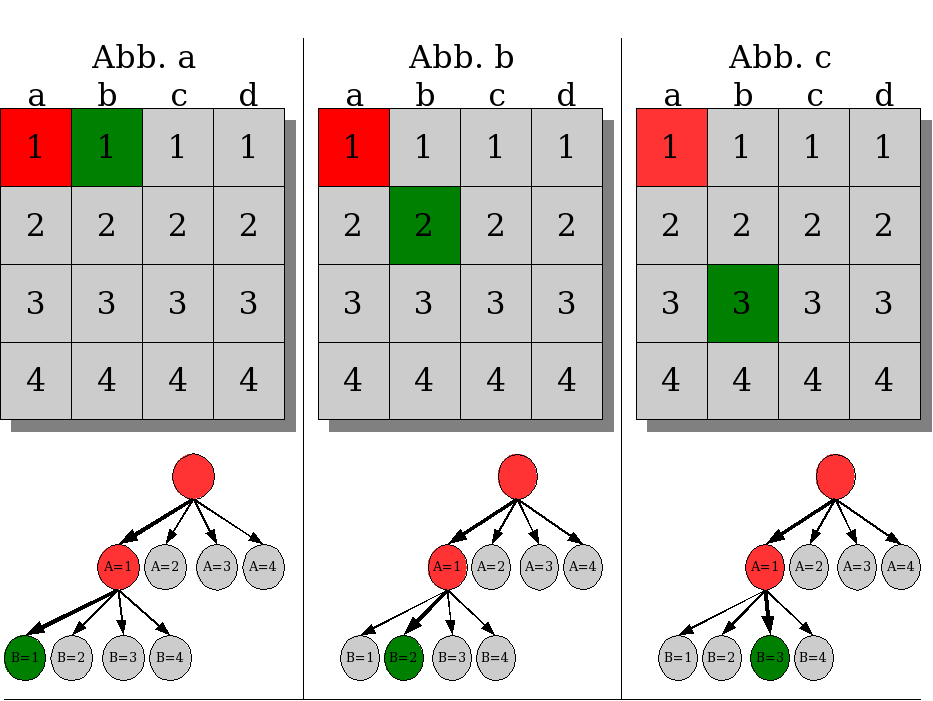 Abb. a
a b c d
1 1 1 1
2 2 2 2
3 3 3 3
4 4 4 4
A=1 A=2 A=3 A=4
B=1 B=2 B=3 B=4
Abb. b
a b c d
1 1 1 1
2 2 2 2
3 3 3 3
4 4 4 4
A=1 A=2 A=3 A=4
B=1 B=2 B=3 B=4
Abb. c
a b c d
1 1 1 1
2 2 2 2
3 3 3 3
4 4 4 4
A=1 A=2 A=3 A=4
B=1 B=2 B=3 B=4